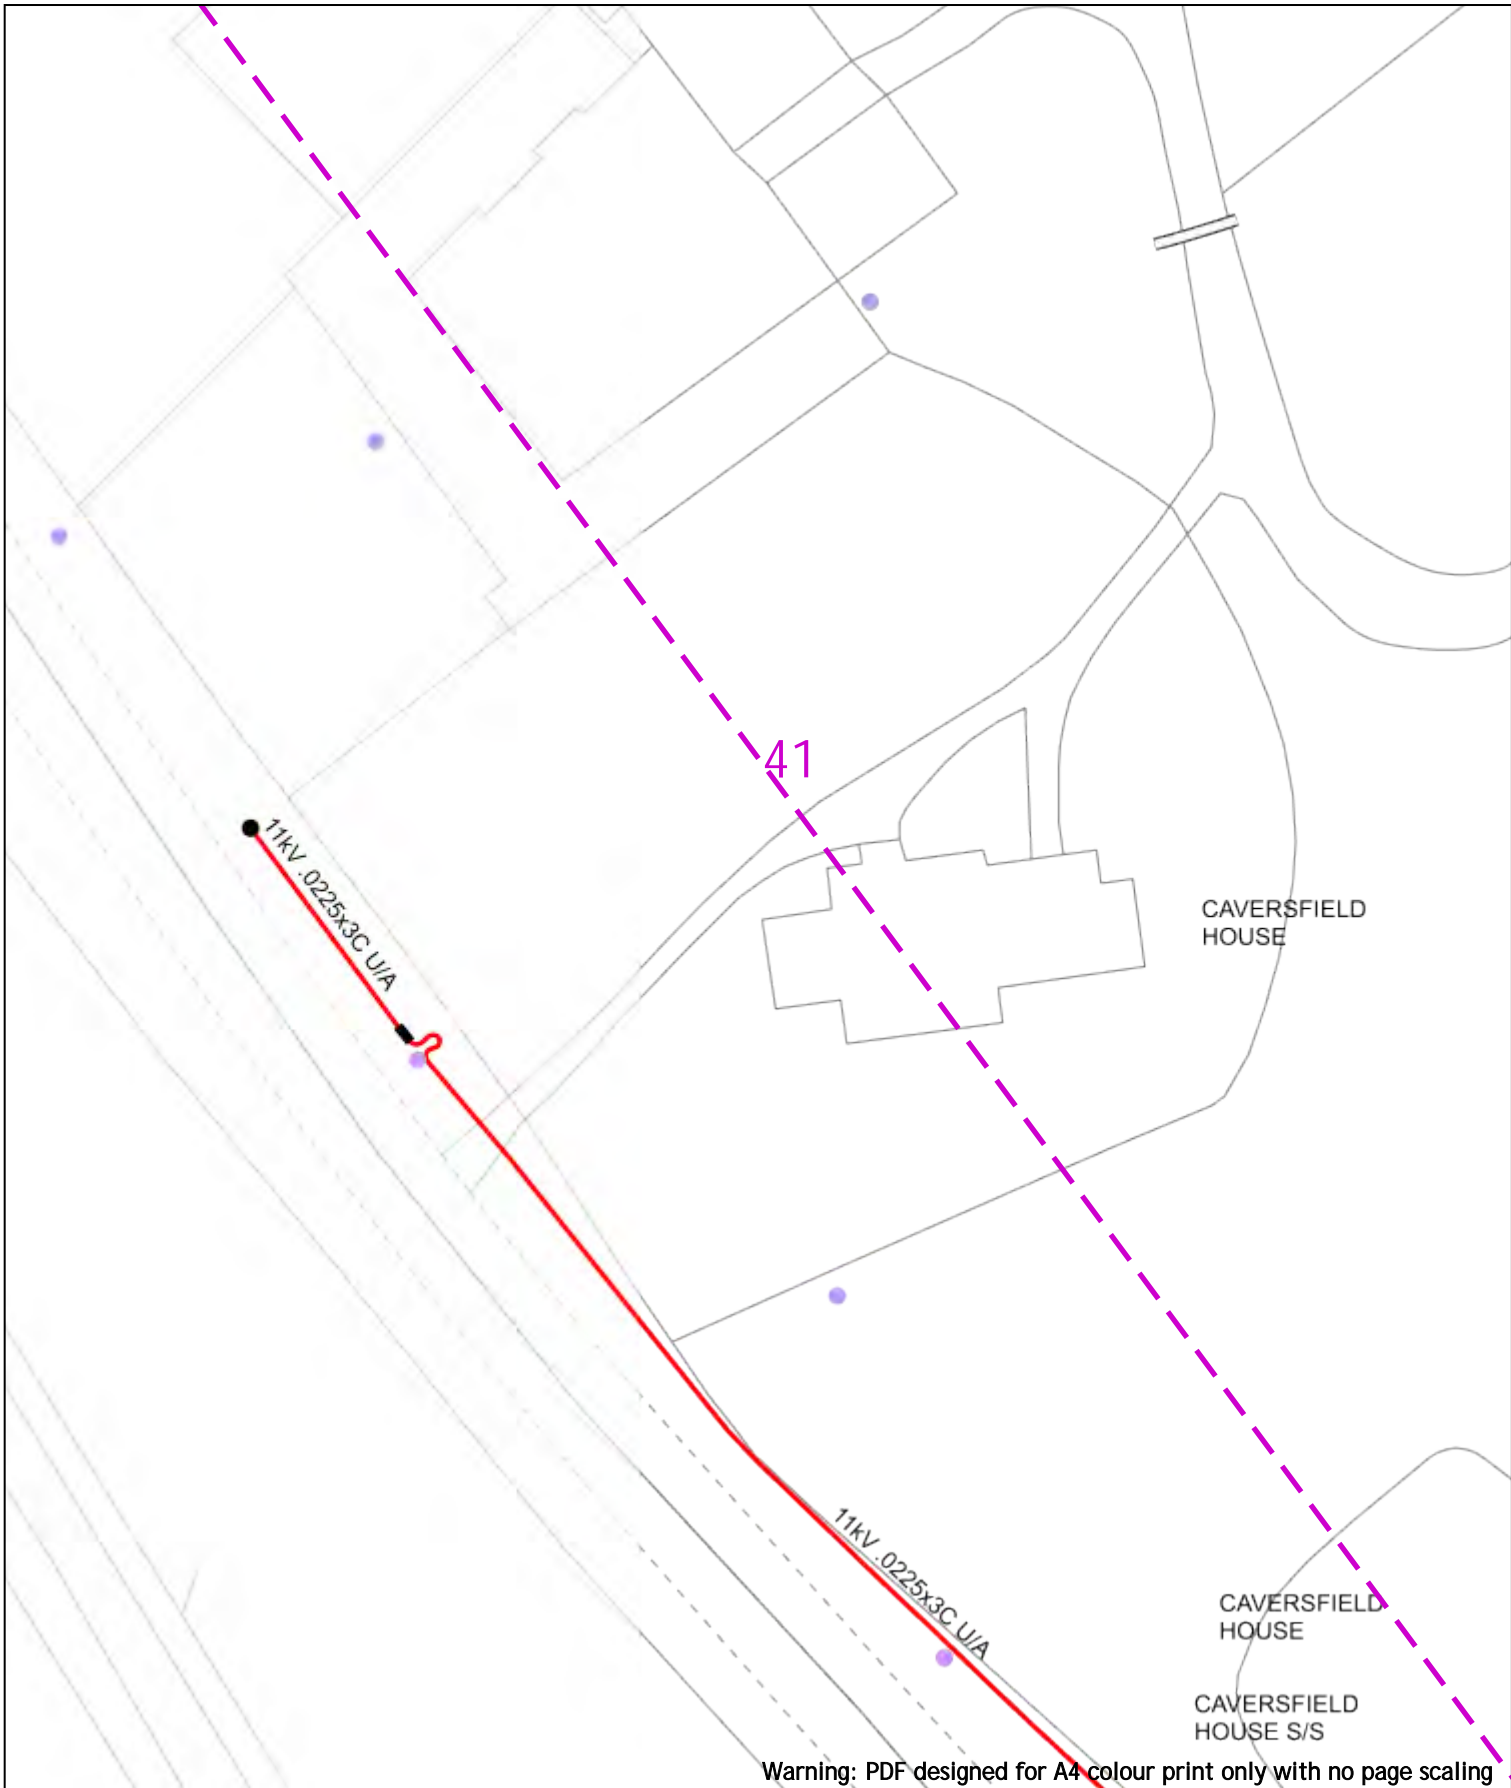 41
11kV .0225x3C U/A
CAVERSFIELD
HOUSE
11kV .0225x3C U/A
CAVERSFIELD
HOUSE
CAVERSFIELD
HOUSE S/S
Warning: PDF designed for A4 colour print only with no page scaling